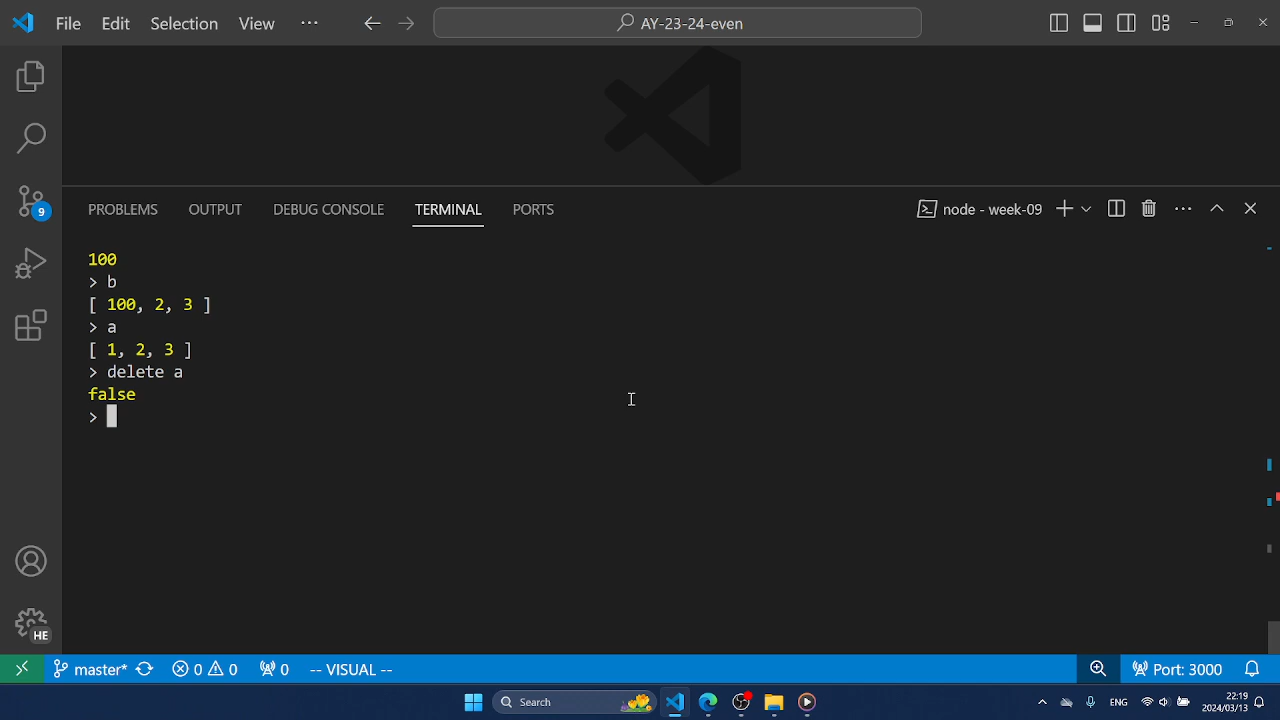 File Edit Selection View ··· AY-23-24-even
PROBLEMS OUTPUT DEBUG CONSOLE TERMINAL PORTS node - week-09
100
> b
[ 100, 2, 3 ]
> a
[ 1, 2, 3 ]
> delete a
false
>
9
HE
master* 0 0 0 -- VISUAL -- Port: 3000
Search ENG 22:19
2024/03/13